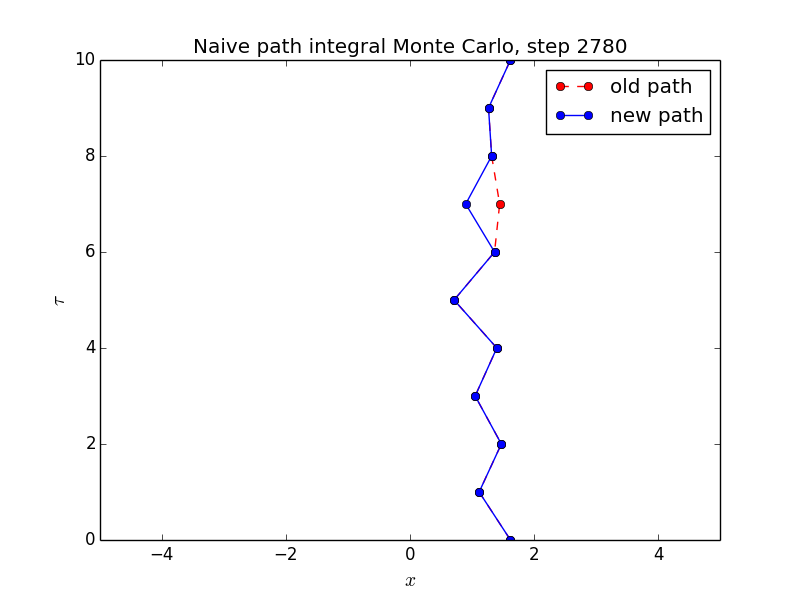 Naive path integral Monte Carlo, step 2780
old path
new path
10
8
6
4
2
0
τ
−4
−2
0
2
4
x